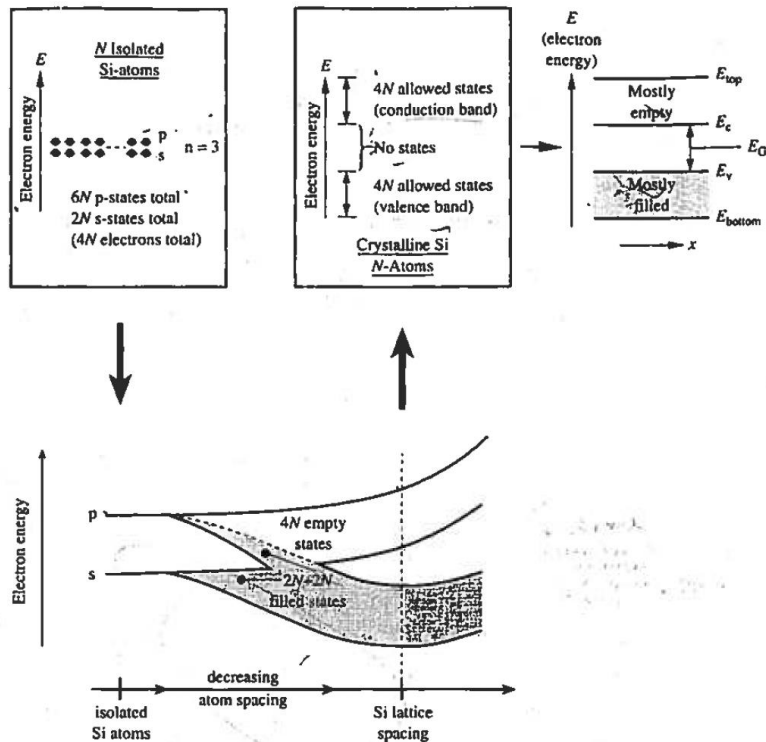 N Isolated
Si-atoms
E
Electron energy
p
s
n = 3
6N p-states total
2N s-states total
(4N electrons total)
E
Electron energy
4N allowed states
(conduction band)
No states
4N allowed states
(valence band)
Crystalline Si
N-Atoms
E
(electron
energy)
Mostly
empty
Mostly
filled
E_top
E_c
E_G
E_v
E_bottom
x
Electron energy
p
s
4N empty
states
2N+2N
filled states
decreasing
atom spacing
isolated
Si atoms
Si lattice
spacing